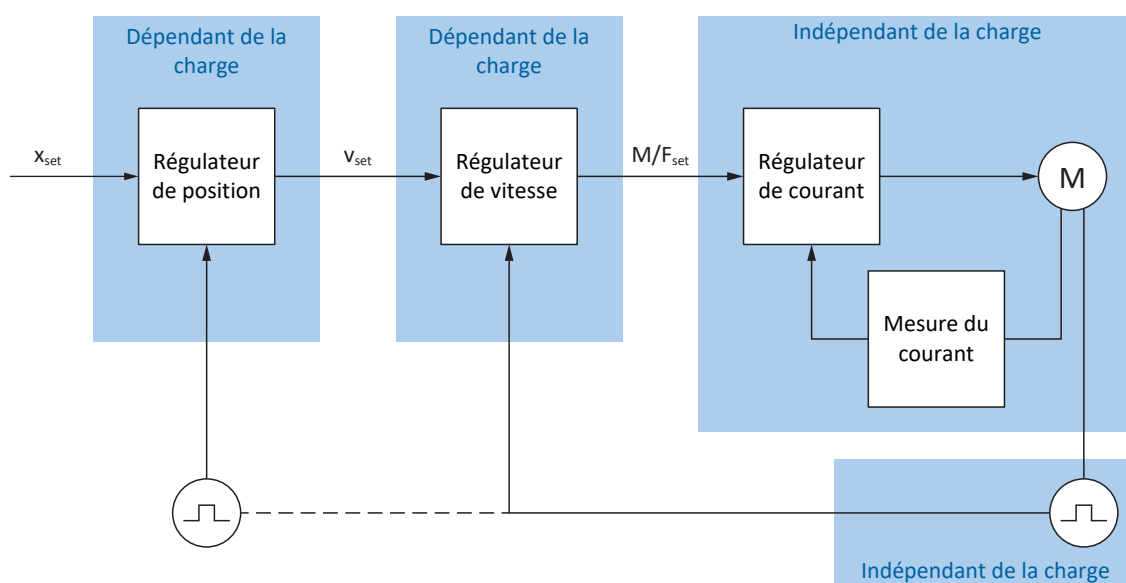 Dépendant de la
charge
Dépendant de la
charge
Indépendant de la charge
xset
Régulateur
de position
vset
Régulateur
de vitesse
M/Fset
Régulateur
de courant
M
Mesure du
courant
Indépendant de la charge